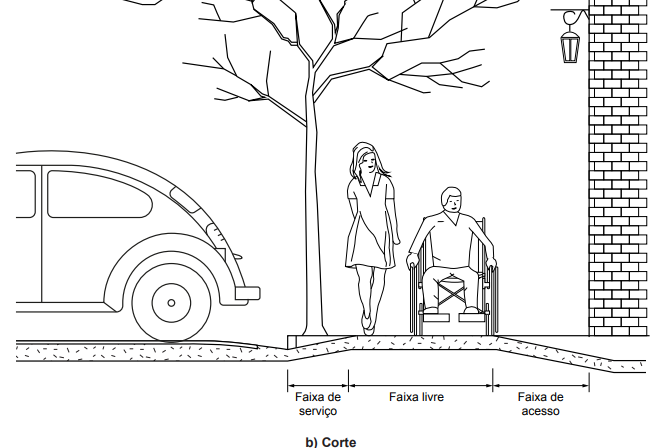 Faixa de
serviço
Faixa livre
Faixa de
acesso
b) Corte